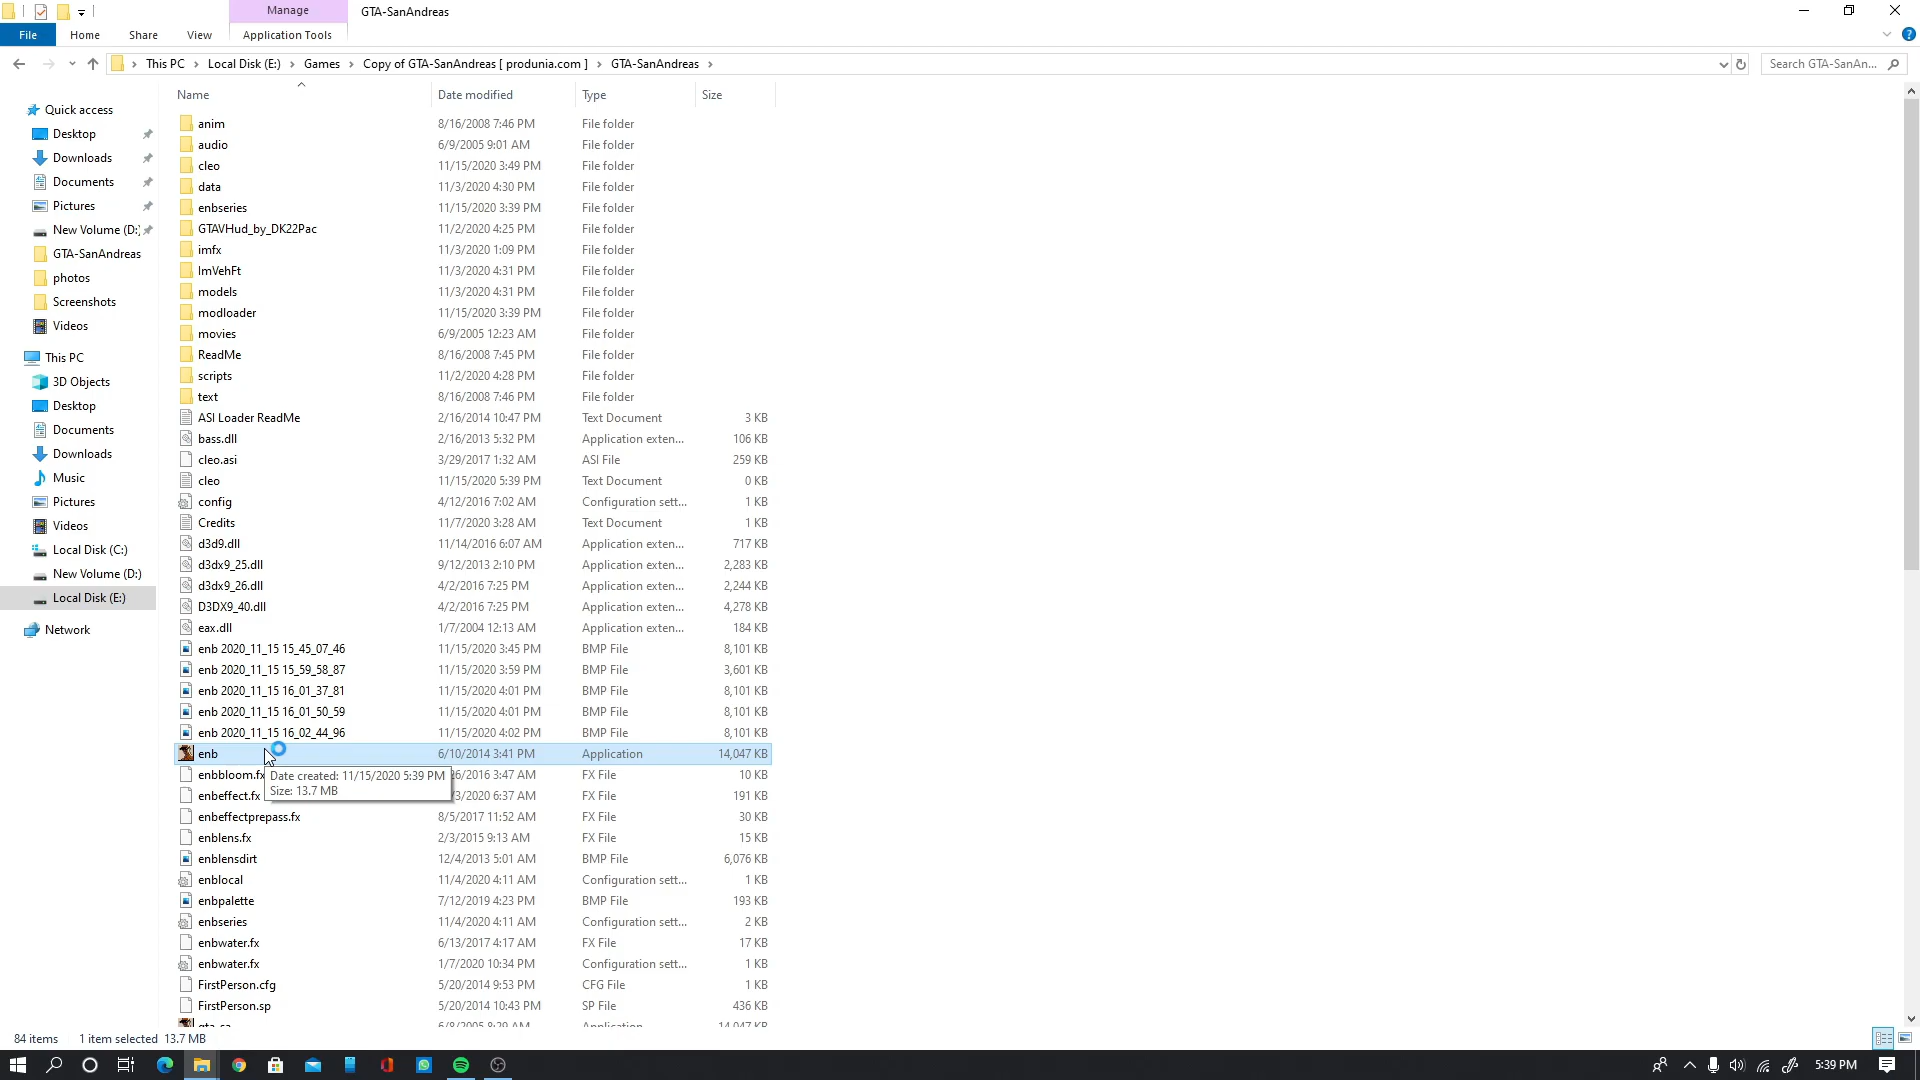 Manage
GTA-SanAndreas
File
Home
Share
View
Application Tools
This PC
Local Disk (E:)
Games
Copy of GTA-SanAndreas [ produnia.com ]
GTA-SanAndreas
Search GTA-SanAn...
Name
Date modified
Type
Size
Quick access
Desktop
Downloads
Documents
Pictures
New Volume (D:)
GTA-SanAndreas
photos
Screenshots
Videos
This PC
3D Objects
Desktop
Documents
Downloads
Music
Pictures
Videos
Local Disk (C:)
New Volume (D:)
Local Disk (E:)
Network
anim 8/16/2008 7:46 PM File folder
audio 6/9/2005 9:01 AM File folder
cleo 11/15/2020 3:49 PM File folder
data 11/3/2020 4:30 PM File folder
enbseries 11/15/2020 3:39 PM File folder
GTAVHud_by_DK22Pac 11/2/2020 4:25 PM File folder
imfx 11/3/2020 1:09 PM File folder
ImVehFt 11/3/2020 4:31 PM File folder
models 11/3/2020 4:31 PM File folder
modloader 11/15/2020 3:39 PM File folder
movies 6/9/2005 12:23 AM File folder
ReadMe 8/16/2008 7:45 PM File folder
scripts 11/2/2020 4:28 PM File folder
text 8/16/2008 7:46 PM File folder
ASI Loader ReadMe 2/16/2014 10:47 PM Text Document 3 KB
bass.dll 2/16/2013 5:32 PM Application exten... 106 KB
cleo.asi 3/29/2017 1:32 AM ASI File 259 KB
cleo 11/15/2020 5:39 PM Text Document 0 KB
config 4/12/2016 7:02 AM Configuration sett... 1 KB
Credits 11/7/2020 3:28 AM Text Document 1 KB
d3d9.dll 11/14/2016 6:07 AM Application exten... 717 KB
d3dx9_25.dll 9/12/2013 2:10 PM Application exten... 2,283 KB
d3dx9_26.dll 4/2/2016 7:25 PM Application exten... 2,244 KB
D3DX9_40.dll 4/2/2016 7:25 PM Application exten... 4,278 KB
eax.dll 1/7/2004 12:13 AM Application exten... 184 KB
enb 2020_11_15 15_45_07_46 11/15/2020 3:45 PM BMP File 8,101 KB
enb 2020_11_15 15_59_58_87 11/15/2020 3:59 PM BMP File 3,601 KB
enb 2020_11_15 16_01_37_81 11/15/2020 4:01 PM BMP File 8,101 KB
enb 2020_11_15 16_01_50_59 11/15/2020 4:01 PM BMP File 8,101 KB
enb 2020_11_15 16_02_44_96 11/15/2020 4:02 PM BMP File 8,101 KB
enb 6/10/2014 3:41 PM Application 14,047 KB
enbbloom.fx 26/2016 3:47 AM FX File 10 KB
Date created: 11/15/2020 5:39 PM
Size: 13.7 MB
enbeffect.fx 3/2020 6:37 AM FX File 191 KB
enbeffectprepass.fx 8/5/2017 11:52 AM FX File 30 KB
enblens.fx 2/3/2015 9:13 AM FX File 15 KB
enblensdirt 12/4/2013 5:01 AM BMP File 6,076 KB
enblocal 11/4/2020 4:11 AM Configuration sett... 1 KB
enbpalette 7/12/2019 4:23 PM BMP File 193 KB
enbseries 11/4/2020 4:11 AM Configuration sett... 2 KB
enbwater.fx 6/13/2017 4:17 AM FX File 17 KB
enbwater.fx 1/7/2020 10:34 PM Configuration sett... 1 KB
FirstPerson.cfg 5/20/2014 9:53 PM CFG File 1 KB
FirstPerson.sp 5/20/2014 10:43 PM SP File 436 KB
gta_sa 6/8/2005 8:29 AM Application 14,047 KB
84 items
1 item selected 13.7 MB
5:39 PM